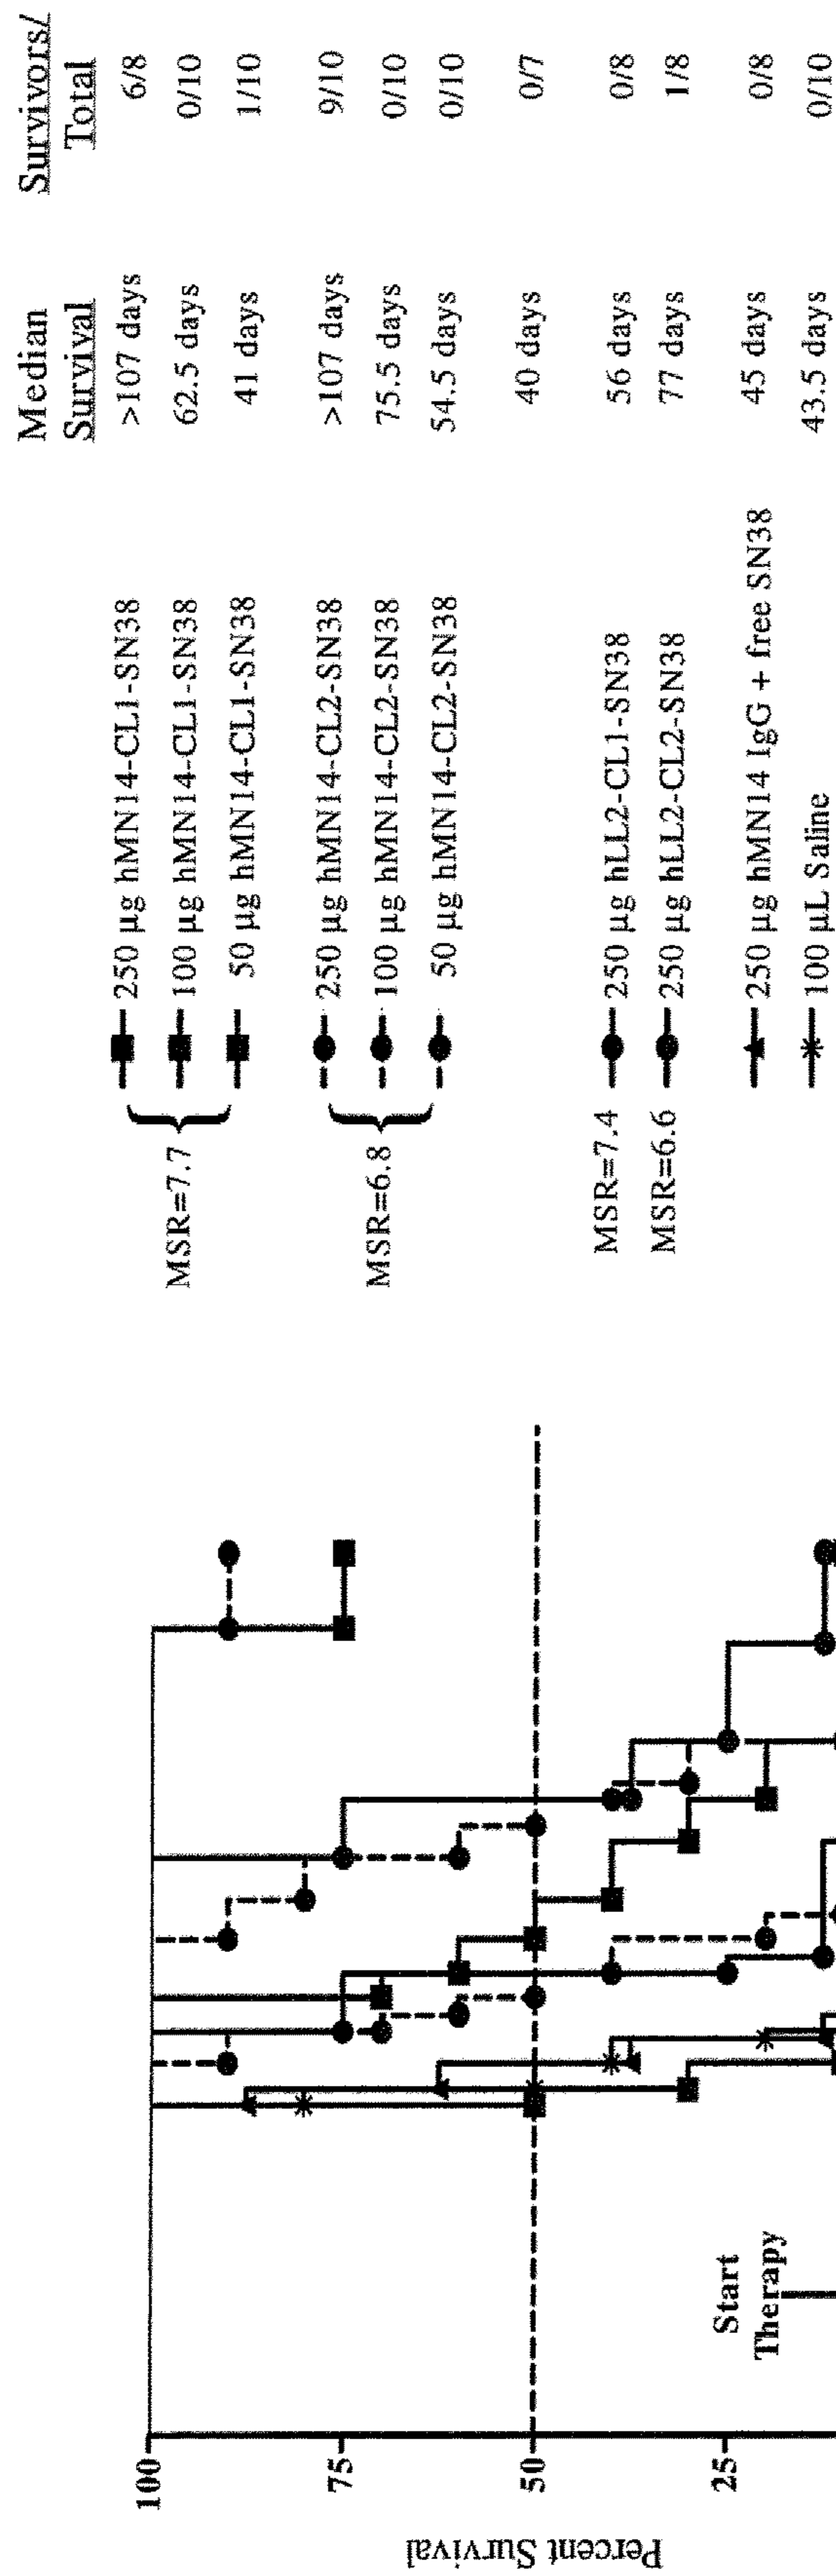 Median
Survival
Survivors/
Total
MSR=7.7
250 µg hMN14-CL1-SN38 >107 days 6/8
100 µg hMN14-CL1-SN38 62.5 days 0/10
50 µg hMN14-CL1-SN38 41 days 1/10
MSR=6.8
250 µg hMN14-CL2-SN38 >107 days 9/10
100 µg hMN14-CL2-SN38 75.5 days 0/10
50 µg hMN14-CL2-SN38 54.5 days 0/10
40 days 0/7
MSR=7.4 250 µg hLL2-CL1-SN38 56 days 0/8
MSR=6.6 250 µg hLL2-CL2-SN38 77 days 1/8
250 µg hMN14 IgG + free SN38 45 days 0/8
100 µL Saline 43.5 days 0/10
Percent Survival
100
75
50
25
Start
Therapy